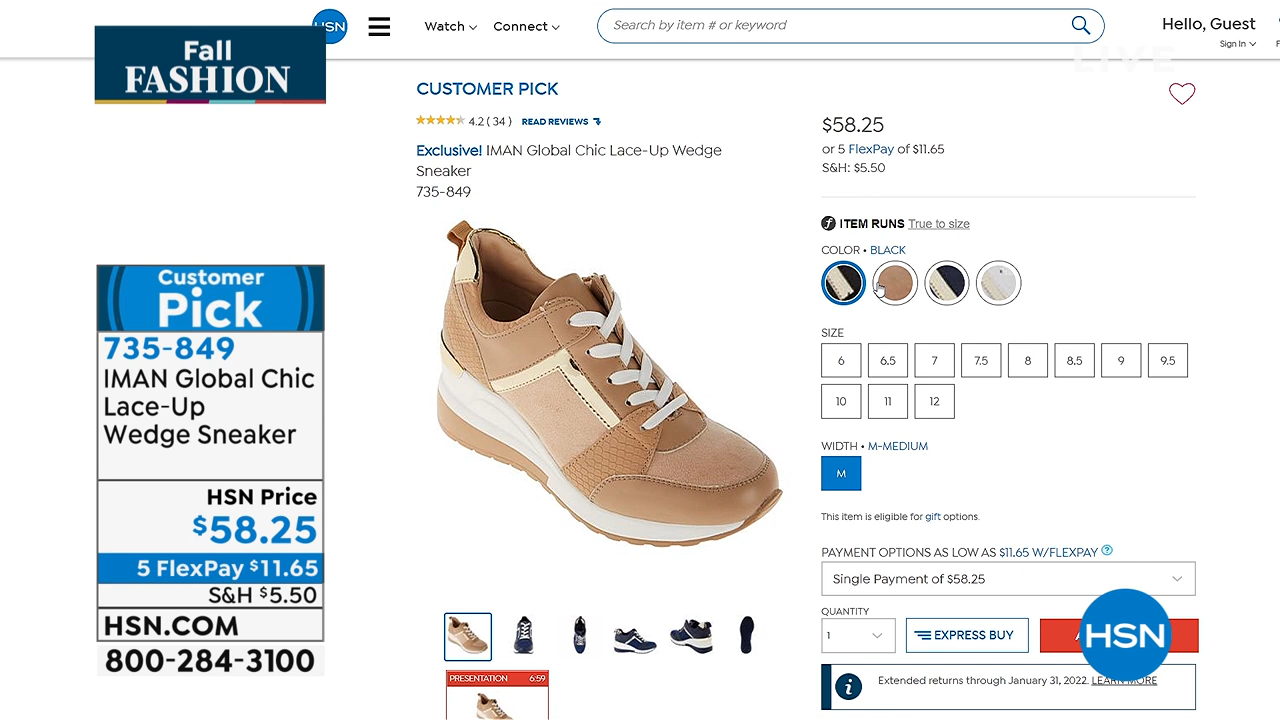 HSN
Watch
Connect
Search by item # or keyword
Hello, Guest
Sign In
LIVE
Fall
FASHION
CUSTOMER PICK
4.2 ( 34 ) READ REVIEWS
Exclusive! IMAN Global Chic Lace-Up Wedge
Sneaker
735-849
$58.25
or 5 FlexPay of $11.65
S&H: $5.50
ITEM RUNS True to size
COLOR • BLACK
SIZE
6 6.5 7 7.5 8 8.5 9 9.5
10 11 12
WIDTH • M-MEDIUM
M
This item is eligible for gift options.
PAYMENT OPTIONS AS LOW AS $11.65 W/FLEXPAY ?
Single Payment of $58.25
QUANTITY
1
EXPRESS BUY
HSN
Extended returns through January 31, 2022. LEARN MORE
Customer
Pick
735-849
IMAN Global Chic
Lace-Up
Wedge Sneaker
HSN Price
$58.25
5 FlexPay $11.65
S&H $5.50
HSN.COM
800-284-3100
PRESENTATION 6:59